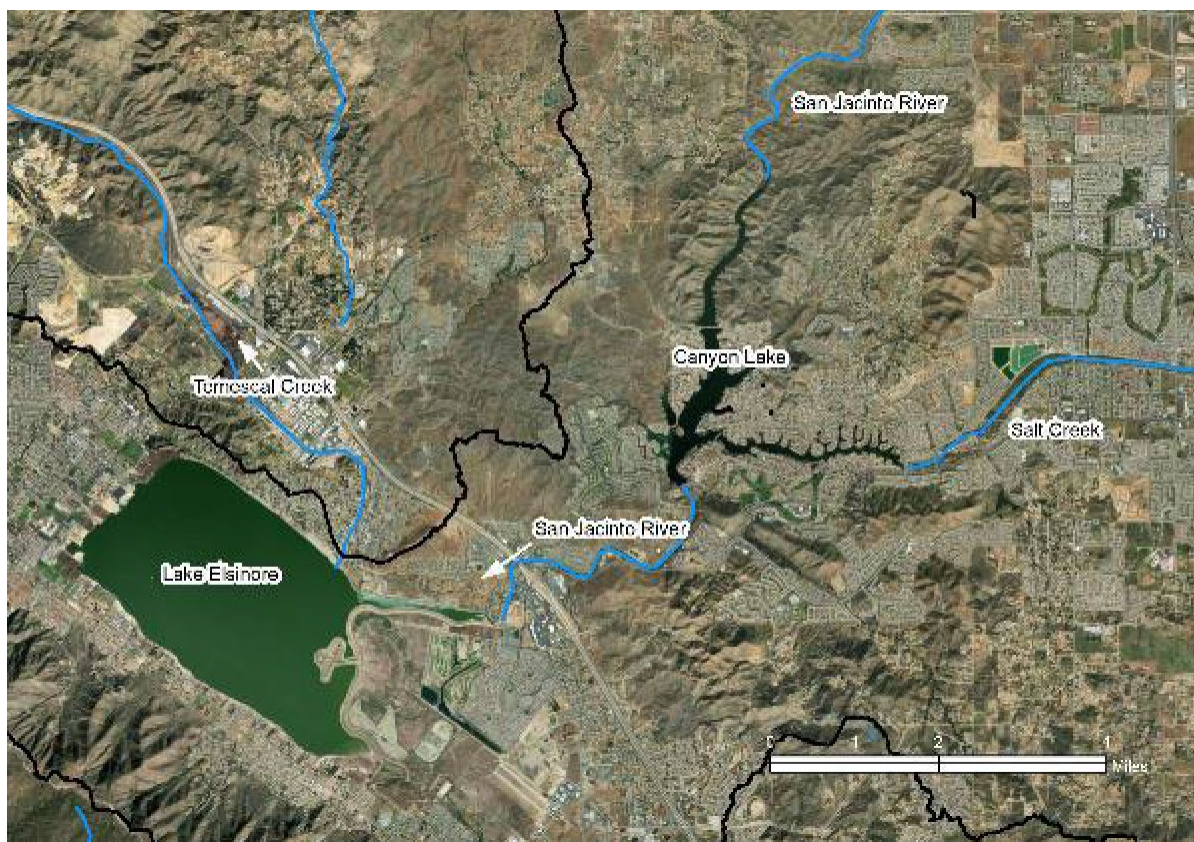 San Jacinto River
Canyon Lake
Temescal Creek
Salt Creek
San Jacinto River
Lake Elsinore
0 1 2 4
Miles